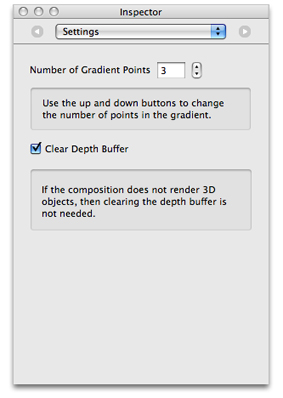 Inspector
Settings
Number of Gradient Points 3
Use the up and down buttons to change
the number of points in the gradient.
Clear Depth Buffer
If the composition does not render 3D
objects, then clearing the depth buffer is
not needed.